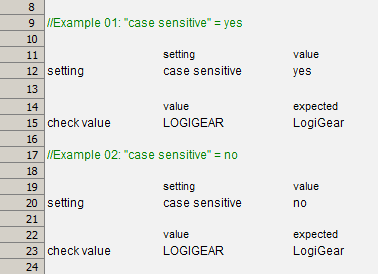 8
9 //Example 01: "case sensitive" = yes
10
11 setting value
12 setting case sensitive yes
13
14 value expected
15 check value LOGIGEAR LogiGear
16
17 //Example 02: "case sensitive" = no
18
19 setting value
20 setting case sensitive no
21
22 value expected
23 check value LOGIGEAR LogiGear
24